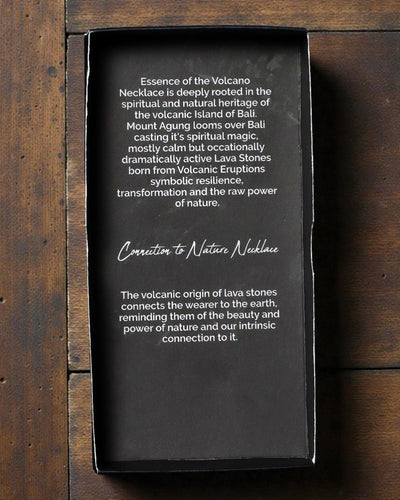 Essence of the Volcano
Necklace is deeply rooted in the
spiritual and natural heritage of
the volcanic Island of Bali.
Mount Agung looms over Bali
casting it's spiritual magic,
mostly calm but occationally
dramatically active Lava Stones
born from Volcanic Eruptions
symbolic resilience,
transformation and the raw power
of nature.
Connection to Nature Necklace
The volcanic origin of lava stones
connects the wearer to the earth,
reminding them of the beauty and
power of nature and our intrinsic
connection to it.